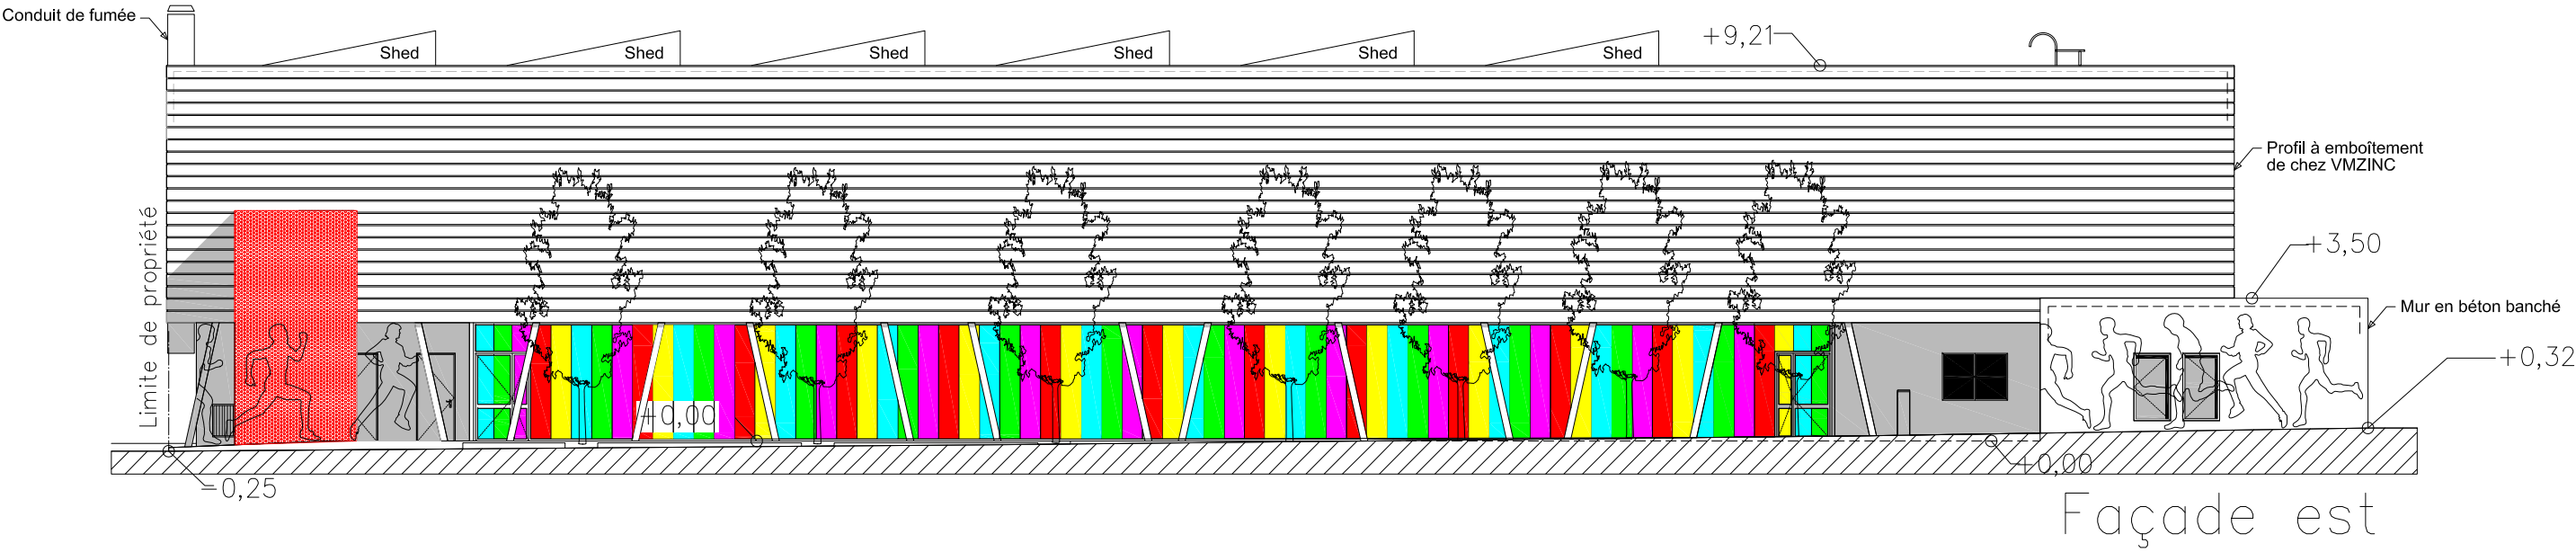 Conduit de fumée
Shed
Shed
Shed
Shed
Shed
Shed
+9,21
Profil à emboîtement
de chez VMZINC
Limite de propriété
+3,50
Mur en béton banché
+0,32
+0,00
+0,00
-0,25
Façade est